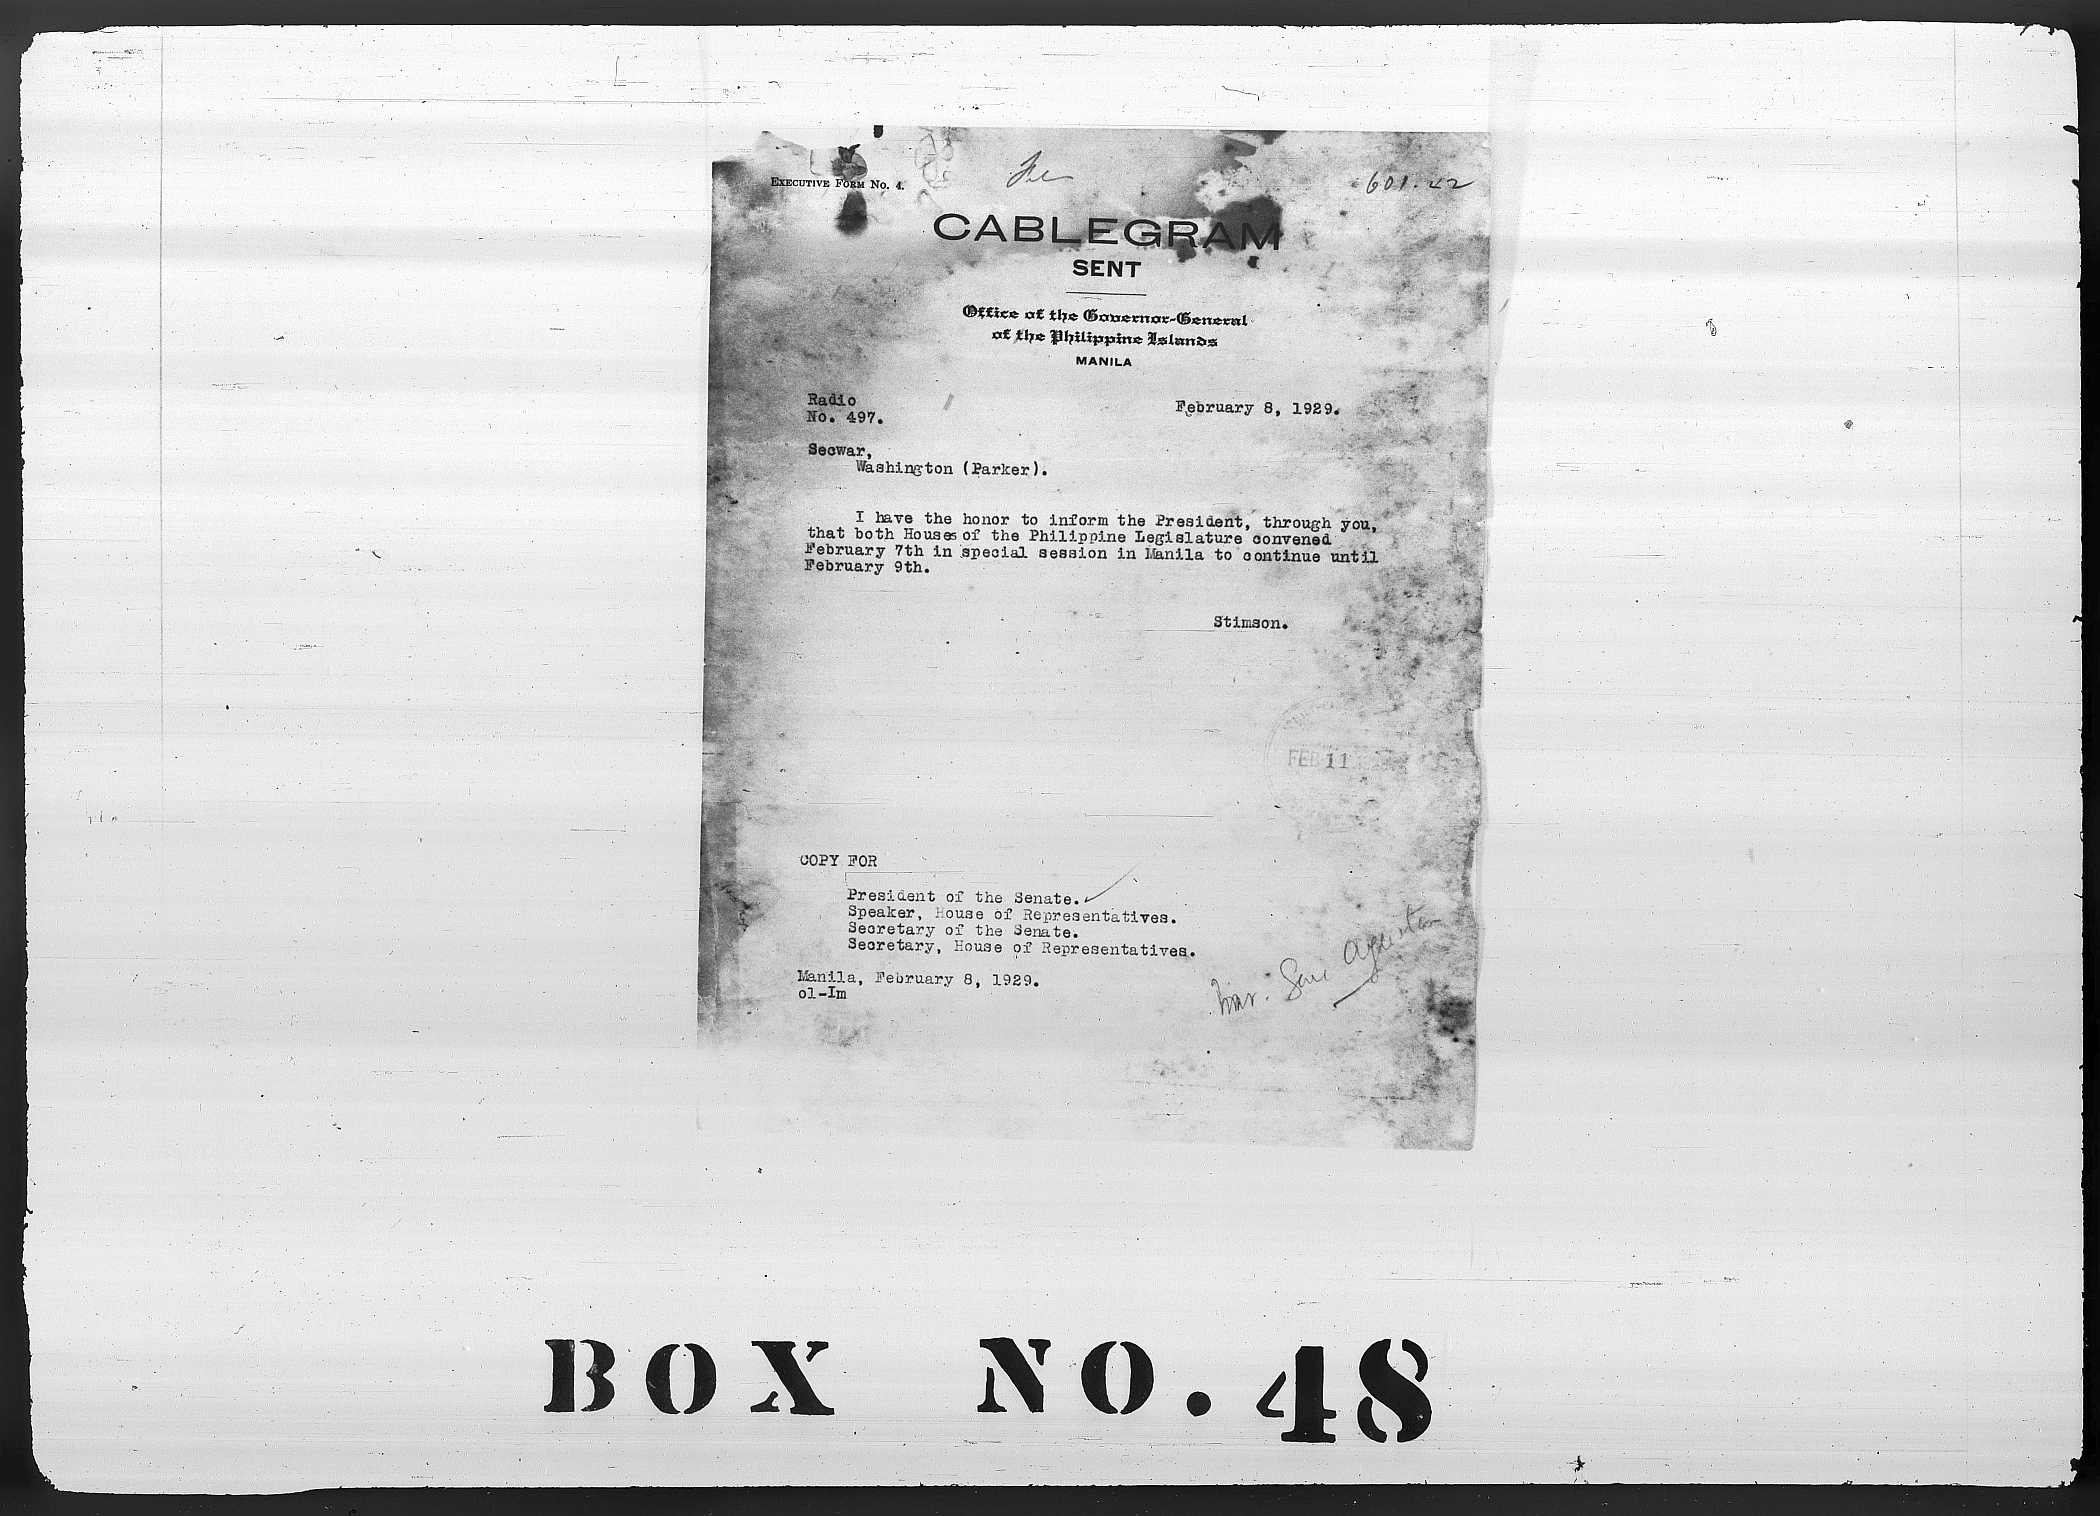 EXECUTIVE FORM No. 4.
601.22
CABLEGRAM
SENT
Office of the Governor-General
of the Philippine Islands
MANILA
Radio
No. 497.
February 8, 1929.
Secwar,
Washington (Parker).
I have the honor to inform the President, through you,
that both Houses of the Philippine Legislature convened
February 7th in special session in Manila to continue until
February 9th.
Stimson.
FEB 11
COPY FOR
President of the Senate.
Speaker, House of Representatives.
Secretary of the Senate.
Secretary, House of Representatives.
Manila, February 8, 1929.
ol-Im
Mr. San Agustin
BOX NO. 48